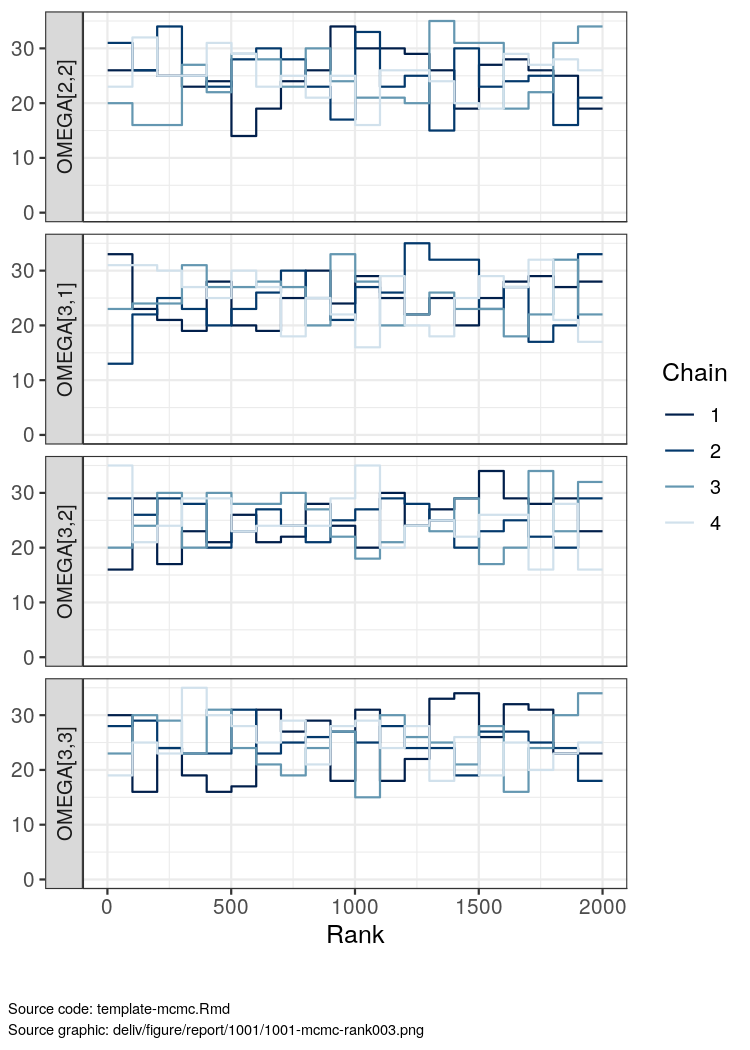 OMEGA[2,2]
30
20
10
0
OMEGA[3,1]
30
20
10
0
OMEGA[3,2]
30
20
10
0
OMEGA[3,3]
30
20
10
0
0 500 1000 1500 2000
Rank
Chain
1
2
3
4
Source code: template-mcmc.Rmd
Source graphic: deliv/figure/report/1001/1001-mcmc-rank003.png